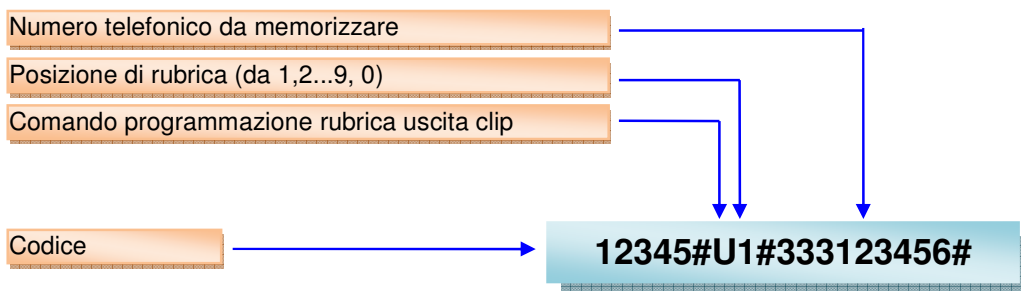 Numero telefonico da memorizzare
Posizione di rubrica (da 1,2...9, 0)
Comando programmazione rubrica uscita clip
Codice
12345#U1#333123456#